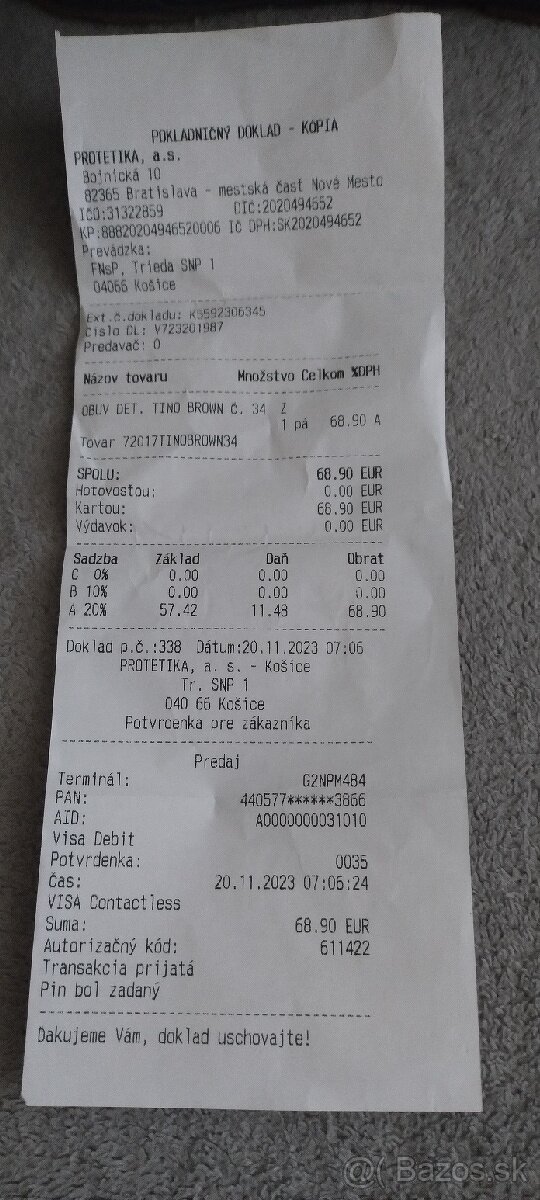 POKLADNIČNÝ DOKLAD - KÓPIA
PROTETIKA, a.s.
Bojnická 10
82365 Bratislava - mestská časť Nové Mesto
IČO:31322859 DIČ:2020494652
KP:88820204946520006 IČ DPH:SK2020494652
Prevádzka:
FNsP, Trieda SNP 1
04066 Košice
Ext.č.dokladu: K5592306345
Číslo DL: V723201987
Predavač: 0
Názov tovaru Množstvo Celkom %DPH
OBUV DET. TINO BROWN Č. 34 Z
1 pá 68.90 A
Tovar 72017TINOBROWN34
SPOLU: 68.90 EUR
Hotovosťou: 0.00 EUR
Kartou: 68.90 EUR
Výdavok: 0.00 EUR
Sadzba Základ Daň Obrat
C 0% 0.00 0.00 0.00
B 10% 0.00 0.00 0.00
A 20% 57.42 11.48 68.90
Doklad p.č.:338 Dátum:20.11.2023 07:06
PROTETIKA, a. s. - Košice
Tr. SNP 1
040 66 Košice
Potvrdenka pre zákazníka
Predaj
Terminál: G2NPM484
PAN: 440577******3866
AID: A0000000031010
Visa Debit
Potvrdenka: 0035
Čas: 20.11.2023 07:05:24
VISA Contactless
Suma: 68.90 EUR
Autorizačný kód: 611422
Transakcia prijatá
Pin bol zadaný
Ďakujeme Vám, doklad uschovajte!
@ Bazos.sk